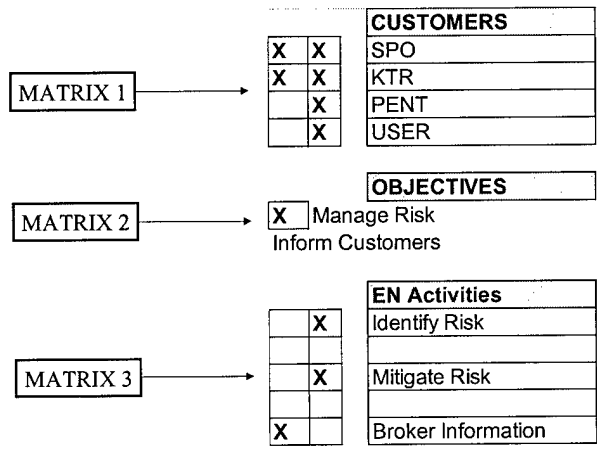 CUSTOMERS
X X SPO
X X KTR
MATRIX 1
X PENT
X USER
OBJECTIVES
MATRIX 2
X Manage Risk
Inform Customers
EN Activities
X Identify Risk
MATRIX 3
X Mitigate Risk
X Broker Information